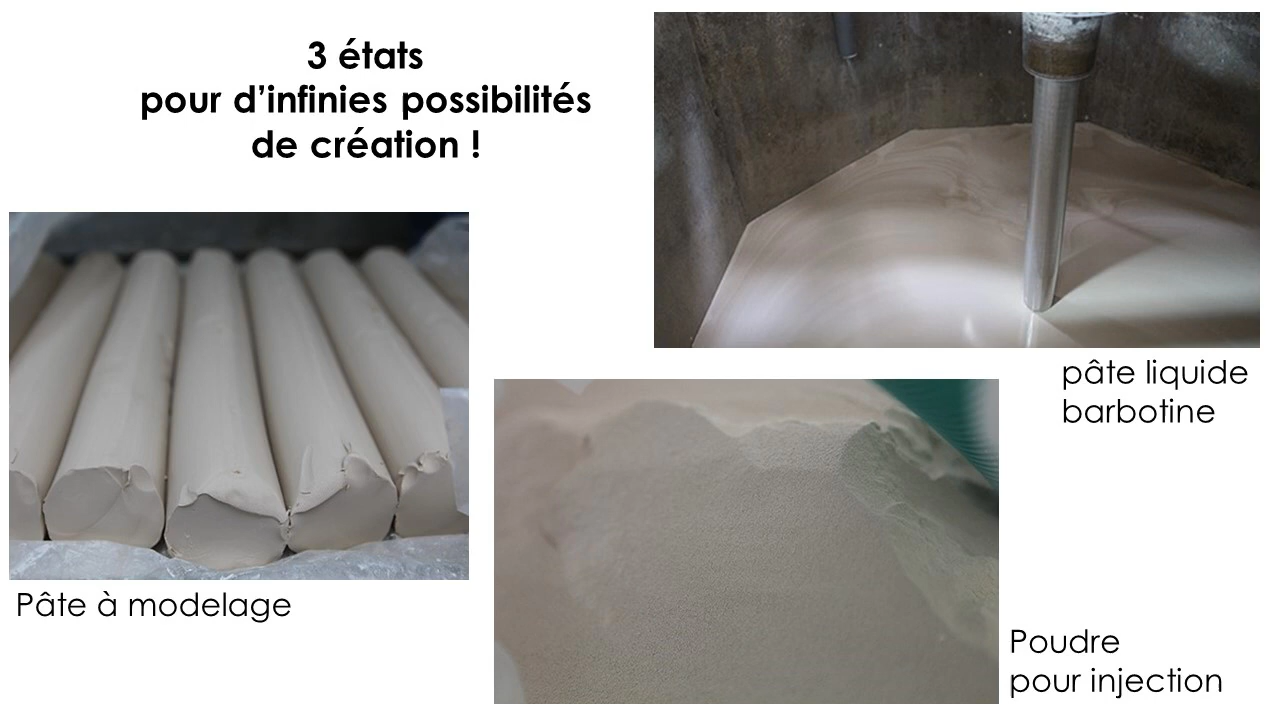 3 états
pour d’infinies possibilités
de création !
pâte liquide
barbotine
Pâte à modelage
Poudre
pour injection